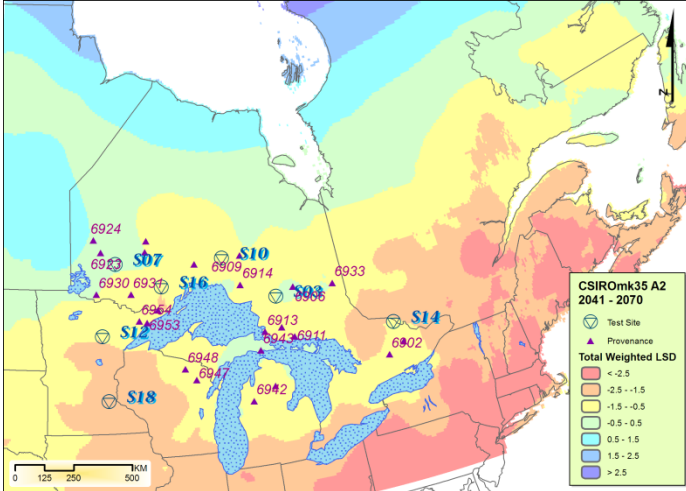 N
6924
S07
6923
S10
6909
6914
6933
6930
6931
S16
S03
6964
S12
6953
6913
S14
6943
6911
6902
6948
6947
6942
S18
CSIROmk35 A2
2041 - 2070
Test Site
Provenance
Total Weighted LSD
< -2.5
-2.5 - -1.5
-1.5 - -0.5
-0.5 - 0.5
0.5 - 1.5
1.5 - 2.5
> 2.5
KM
0 125 250 500